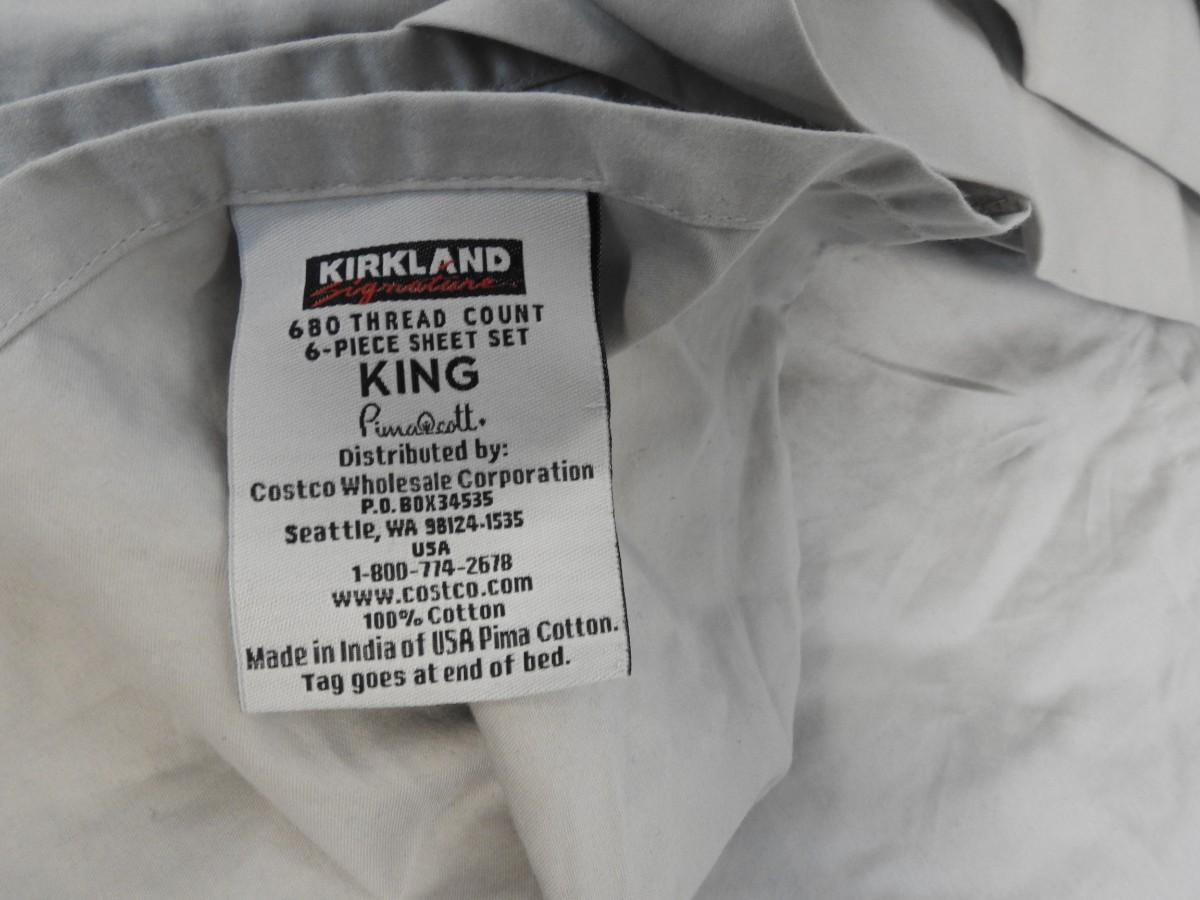 KIRKLAND
Signature
680 THREAD COUNT
6-PIECE SHEET SET
KING
Pima Cott.
Distributed by:
Costco Wholesale Corporation
P.O. BOX34535
Seattle, WA 98124-1535
USA
1-800-774-2678
www.costco.com
100% Cotton
Made in India of USA Pima Cotton.
Tag goes at end of bed.